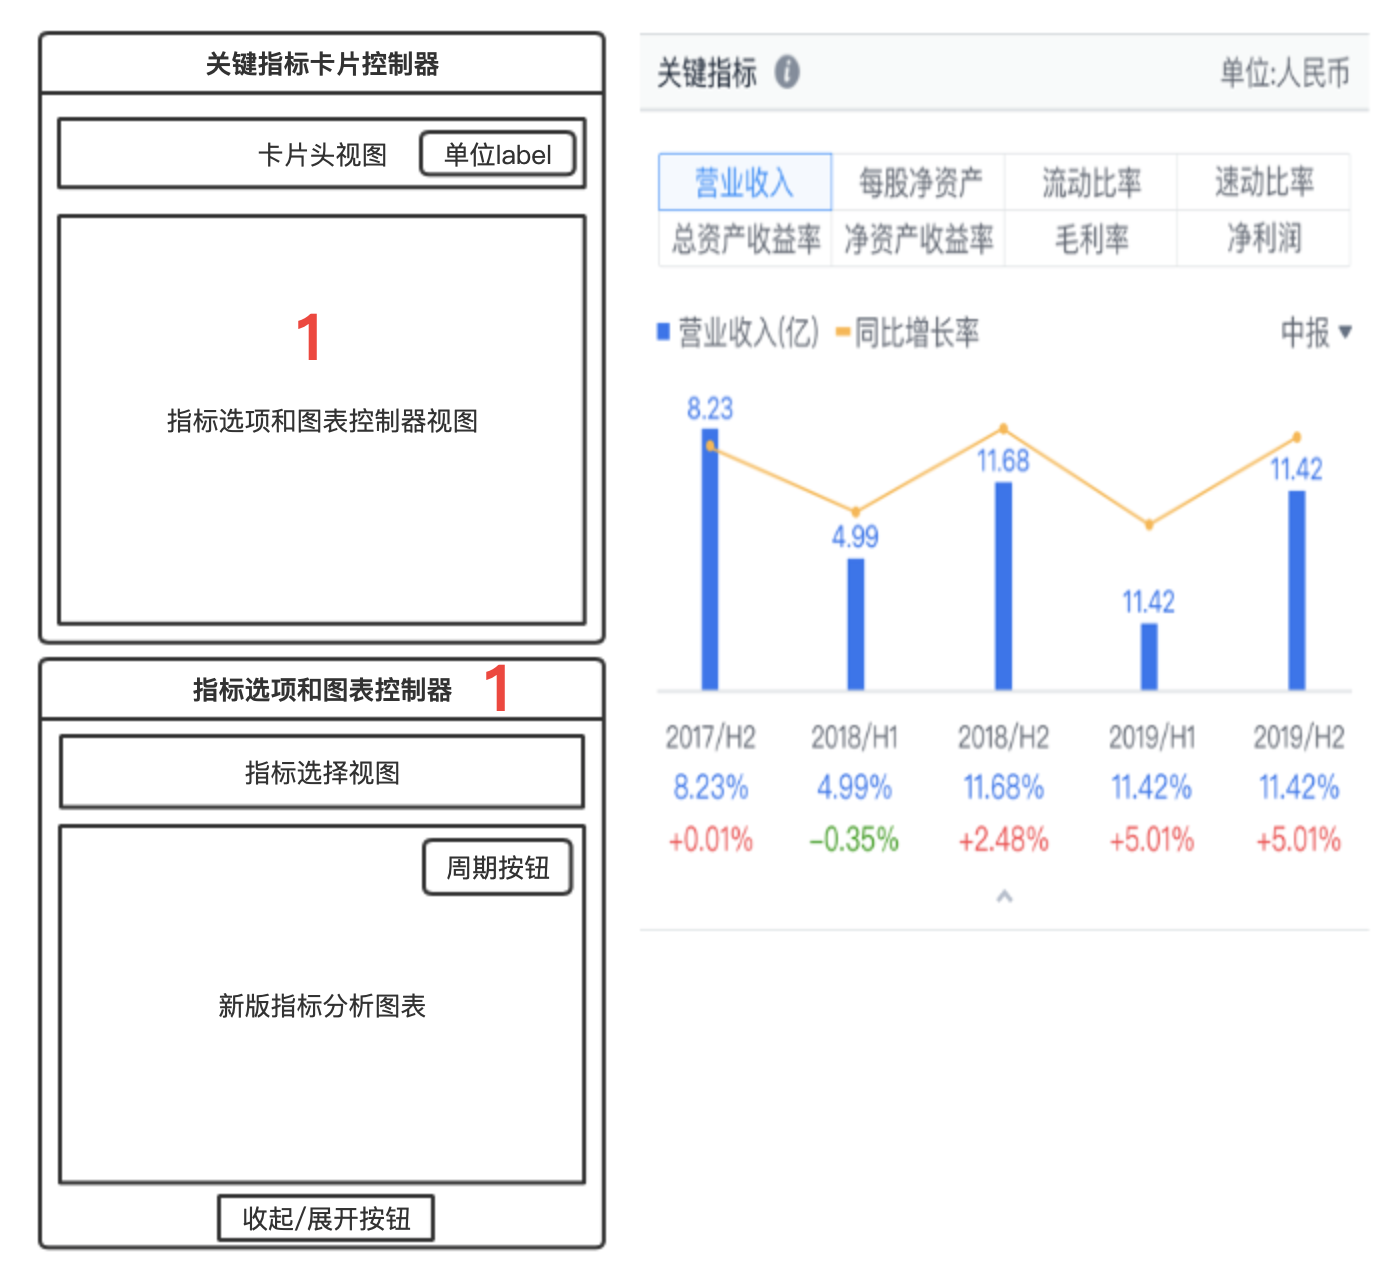 关键指标卡片控制器
卡片头视图 单位label
1
指标选项和图表控制器视图
指标选项和图表控制器 1
指标选择视图
周期按钮
新版指标分析图表
收起/展开按钮
关键指标 i 单位:人民币
营业收入 每股净资产 流动比率 速动比率
总资产收益率 净资产收益率 毛利率 净利润
营业收入(亿) 同比增长率 中报
8.23
11.68
11.42
4.99
11.42
2017/H2 2018/H1 2018/H2 2019/H1 2019/H2
8.23% 4.99% 11.68% 11.42% 11.42%
+0.01% -0.35% +2.48% +5.01% +5.01%